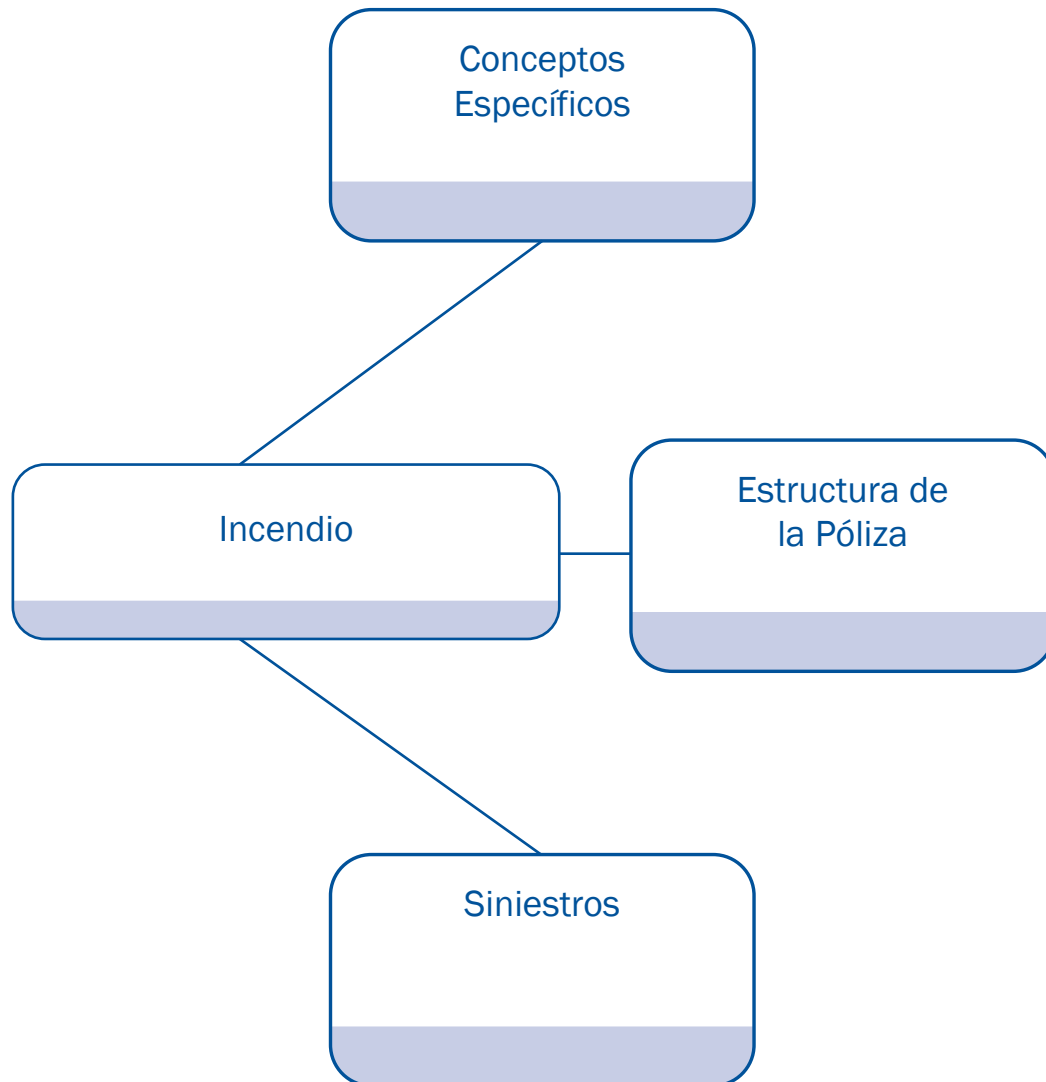 Conceptos
Específicos
Incendio
Estructura de
la Póliza
Siniestros